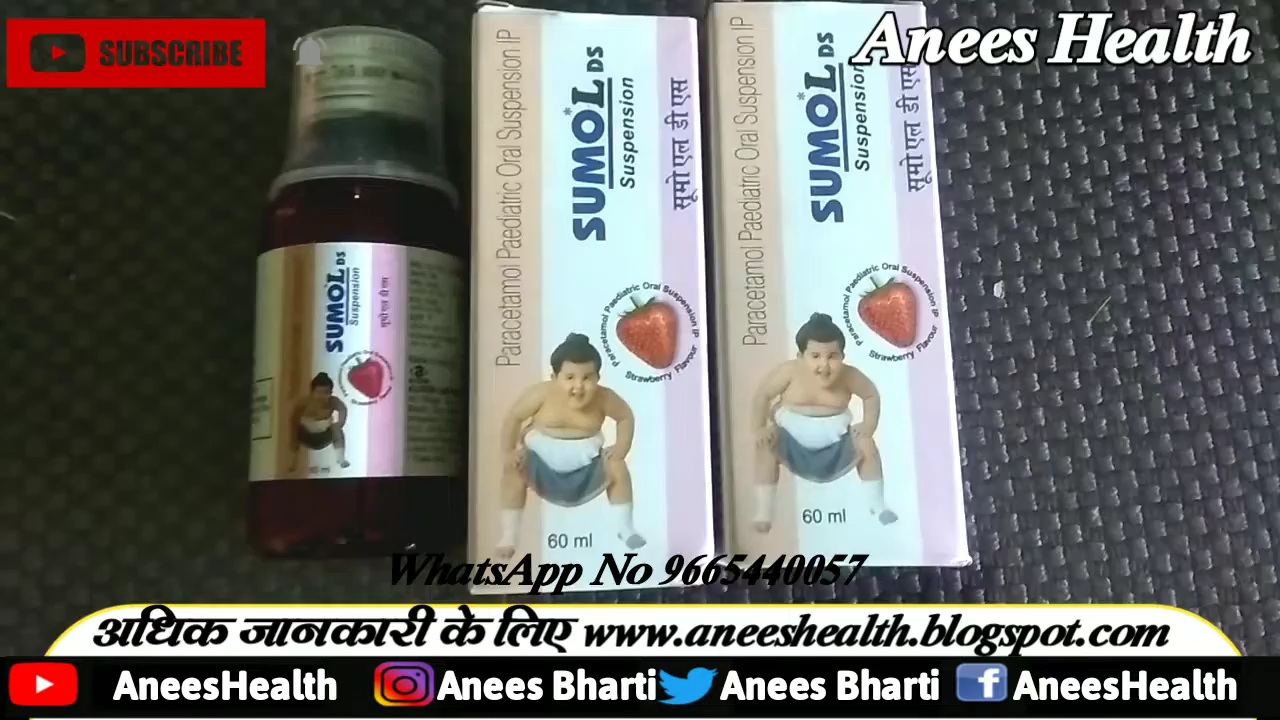 SUBSCRIBE
Anees Health
SUMOL DS
Suspension
सूमोएल डी एस
60 ml
Paracetamol Paediatric Oral Suspension IP
SUMOL* DS
Suspension
सूमोएल डी एस
Paracetamol Paediatric Oral Suspension IP
Strawberry Flavour
60 ml
Paracetamol Paediatric Oral Suspension IP
SUMOL* DS
Suspension
सूमोएल डी एस
Paracetamol Paediatric Oral Suspension IP
Strawberry Flavour
60 ml
WhatsApp No 9665440057
अधिक जानकारी के लिए www.aneeshealth.blogspot.com
AneesHealth Anees Bharti Anees Bharti AneesHealth